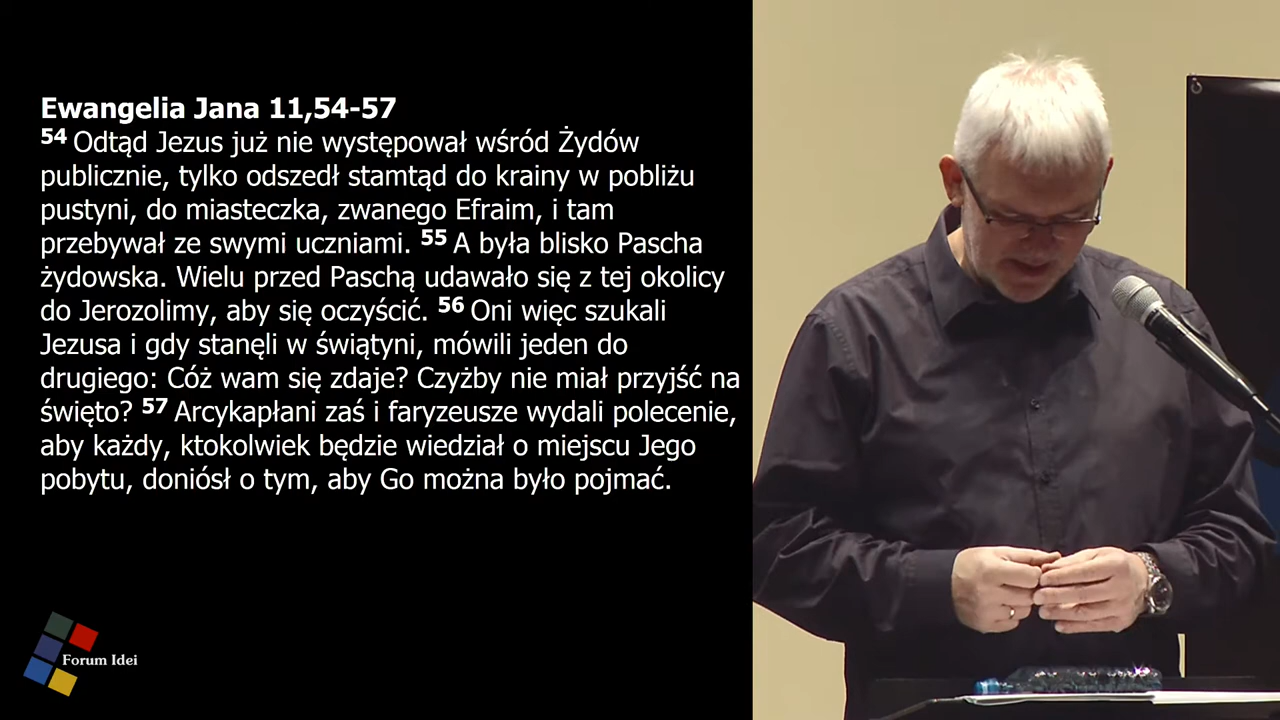 Ewangelia Jana 11,54-57
54 Odtąd Jezus już nie występował wśród Żydów
publicznie, tylko odszedł stamtąd do krainy w pobliżu
pustyni, do miasteczka, zwanego Efraim, i tam
przebywał ze swymi uczniami. 55 A była blisko Pascha
żydowska. Wielu przed Paschą udawało się z tej okolicy
do Jerozolimy, aby się oczyścić. 56 Oni więc szukali
Jezusa i gdy stanęli w świątyni, mówili jeden do
drugiego: Cóż wam się zdaje? Czyżby nie miał przyjść na
święto? 57 Arcykapłani zaś i faryzeusze wydali polecenie,
aby każdy, ktokolwiek będzie wiedział o miejscu Jego
pobytu, doniósł o tym, aby Go można było pojmać.
Forum Idei